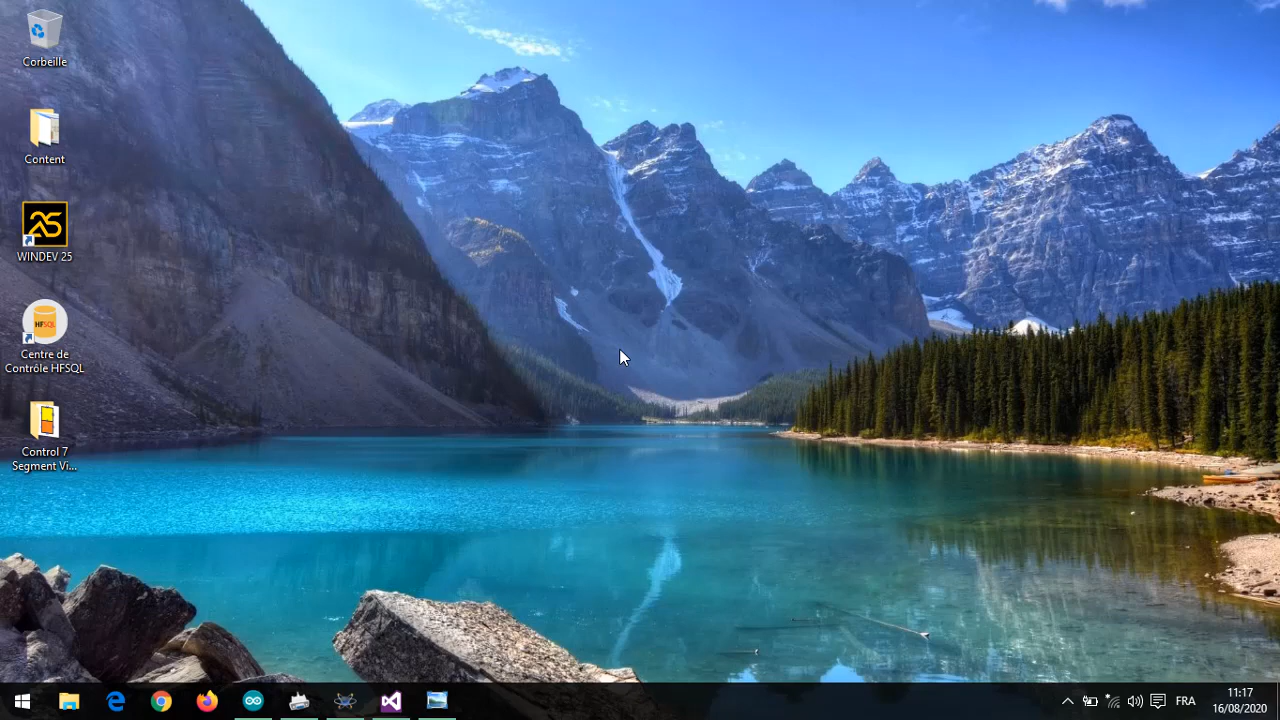 Corbeille
Content
WINDEV 25
HFSQL
Centre de
Contrôle HFSQL
Control 7
Segment Vi...
FRA
11:17
16/08/2020